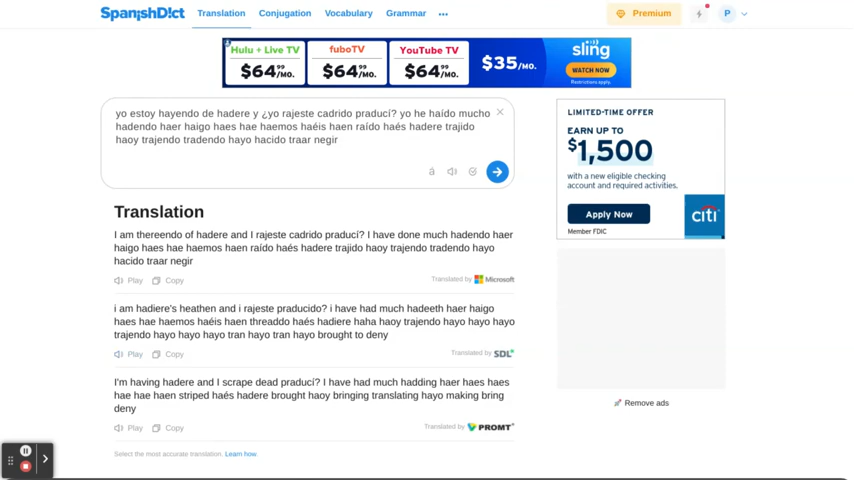 SpanishDict
Translation Conjugation Vocabulary Grammar
Premium
P
Hulu + Live TV $64.99/MO.
fuboTV $64.99/MO.
YouTube TV $64.99/MO.
$35/MO.
sling
WATCH NOW
Restrictions apply.
yo estoy hayendo de hadere y ¿yo rajeste cadrido praducí? yo he haído mucho
hadendo haer haigo haes hae haemos haéis haen raído haés hadere trajido
haoy trajendo tradendo hayo hacido traar negir
á
LIMITED-TIME OFFER
EARN UP TO
$1,500
with a new eligible checking
account and required activities.
Apply Now
citi
Member FDIC
Translation
I am thereendo of hadere and I rajeste cadrido praducí? I have done much hadendo haer
haigo haes hae haemos haen raído haés hadere trajido haoy trajendo tradendo hayo
hacido traar negir
Play Copy
Translated by Microsoft
i am hadiere's heathen and i rajeste praducido? i have had much hadeeth haer haigo
haes hae haemos haéis haen threaddo haés hadiere haha haoy trajendo hayo hayo hayo
trajendo hayo hayo hayo tran hayo tran hayo brought to deny
Play Copy
Translated by SDL
I'm having hadere and I scrape dead praducí? I have had much hadding haer haes haes
hae hae haen striped haés hadere brought haoy bringing translating hayo making bring
deny
Play Copy
Translated by PROMT
Select the most accurate translation. Learn how
Remove ads